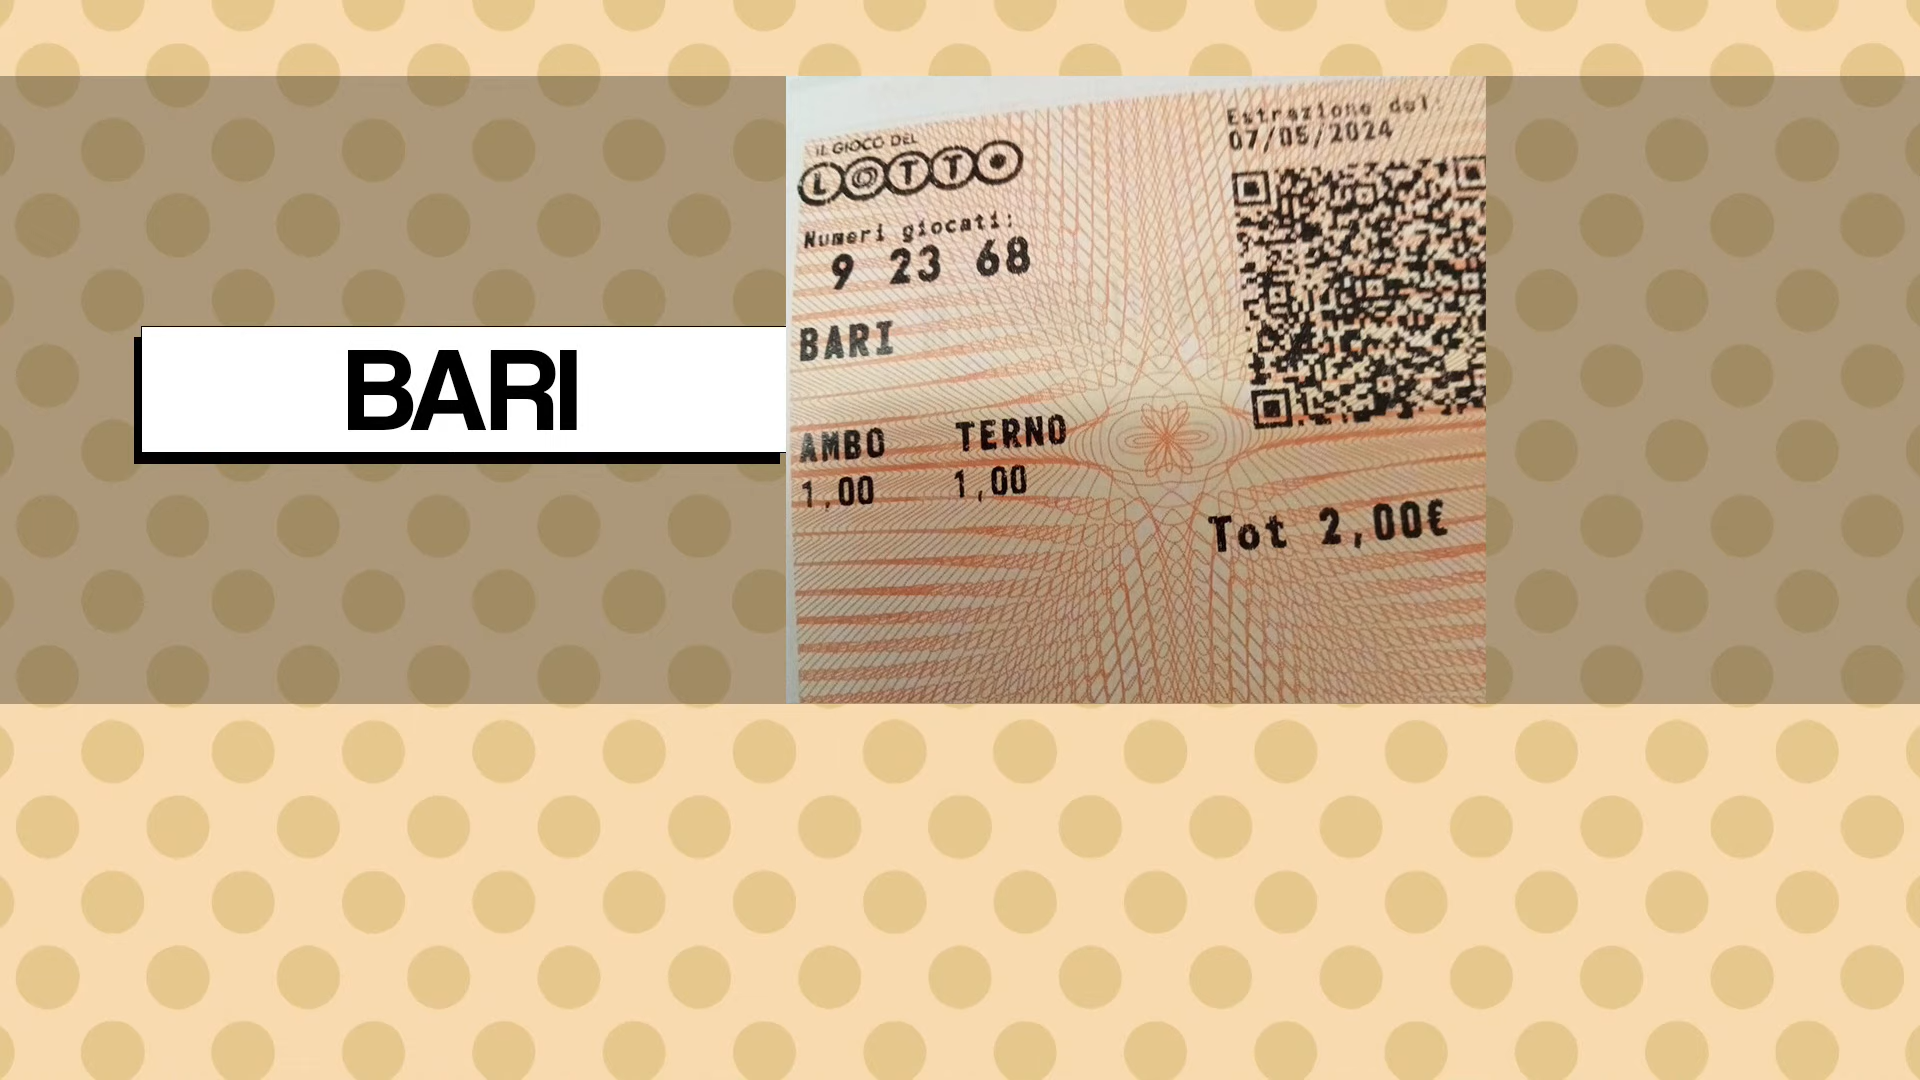 BARI
IL GIOCO DEL
LOTTO
Numeri giocati:
9 23 68
BARI
AMBO TERNO
1,00 1,00
Estrazione del:
07/05/2024
Tot 2,00€